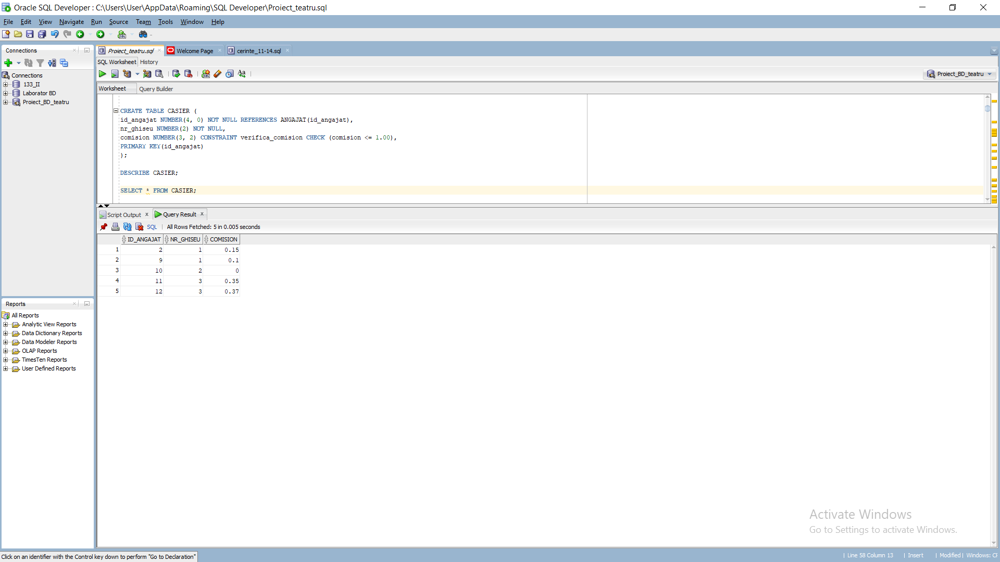 Oracle SQL Developer : C:\Users\User\AppData\Roaming\SQL Developer\Proiect_teatru.sql
File Edit View Navigate Run Source Team Tools Window Help
Connections
Connections
133_II
Laborator BD
Proiect_BD_teatru
Reports
All Reports
Analytic View Reports
Data Dictionary Reports
Data Modeler Reports
OLAP Reports
TimesTen Reports
User Defined Reports
Proiect_teatru.sql Welcome Page cerinte_11-14.sql
SQL Worksheet History
Aa
Proiect_BD_teatru
Worksheet Query Builder
CREATE TABLE CASIER (
id_angajat NUMBER(4, 0) NOT NULL REFERENCES ANGAJAT(id_angajat),
nr_ghiseu NUMBER(2) NOT NULL,
comision NUMBER(3, 2) CONSTRAINT verifica_comision CHECK (comision <= 1.00),
PRIMARY KEY(id_angajat)
);
DESCRIBE CASIER;
SELECT * FROM CASIER;
Script Output x Query Result x
SQL | All Rows Fetched: 5 in 0.005 seconds
ID_ANGAJAT NR_GHISEU COMISION
1 2 1 0.15
2 9 1 0.1
3 10 2 0
4 11 3 0.35
5 12 3 0.37
Activate Windows
Go to Settings to activate Windows.
Click on an identifier with the Control key down to perform "Go to Declaration"
| Line 58 Column 13 | Insert | Modified | Windows: